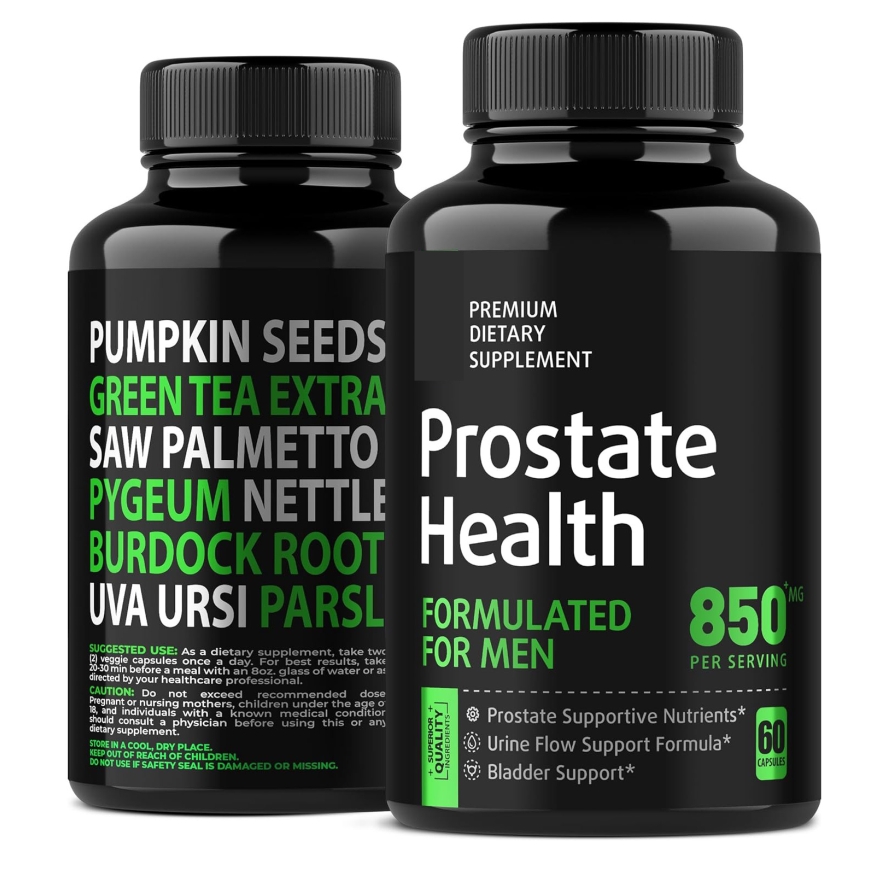 PUMPKIN SEEDS
GREEN TEA EXTRA
SAW PALMETTO
PYGEUM NETTLE
BURDOCK ROOT
UVA URSI PARSL
SUGGESTED USE: As a dietary supplement, take two
(2) veggie capsules once a day. For best results, take
20-30 min before a meal with an 8oz. glass of water or as
directed by your healthcare professional.
CAUTION: Do not exceed recommended dose.
Pregnant or nursing mothers, children under the age of
18, and individuals with a known medical condition
should consult a physician before using this or any
dietary supplement.
STORE IN A COOL, DRY PLACE.
KEEP OUT OF REACH OF CHILDREN.
DO NOT USE IF SAFETY SEAL IS DAMAGED OR MISSING.
PREMIUM
DIETARY
SUPPLEMENT
Prostate
Health
FORMULATED
FOR MEN
850+MG
PER SERVING
+ SUPERIOR +
QUALITY
INGREDIENTS
Prostate Supportive Nutrients*
Urine Flow Support Formula*
Bladder Support*
60
CAPSULES